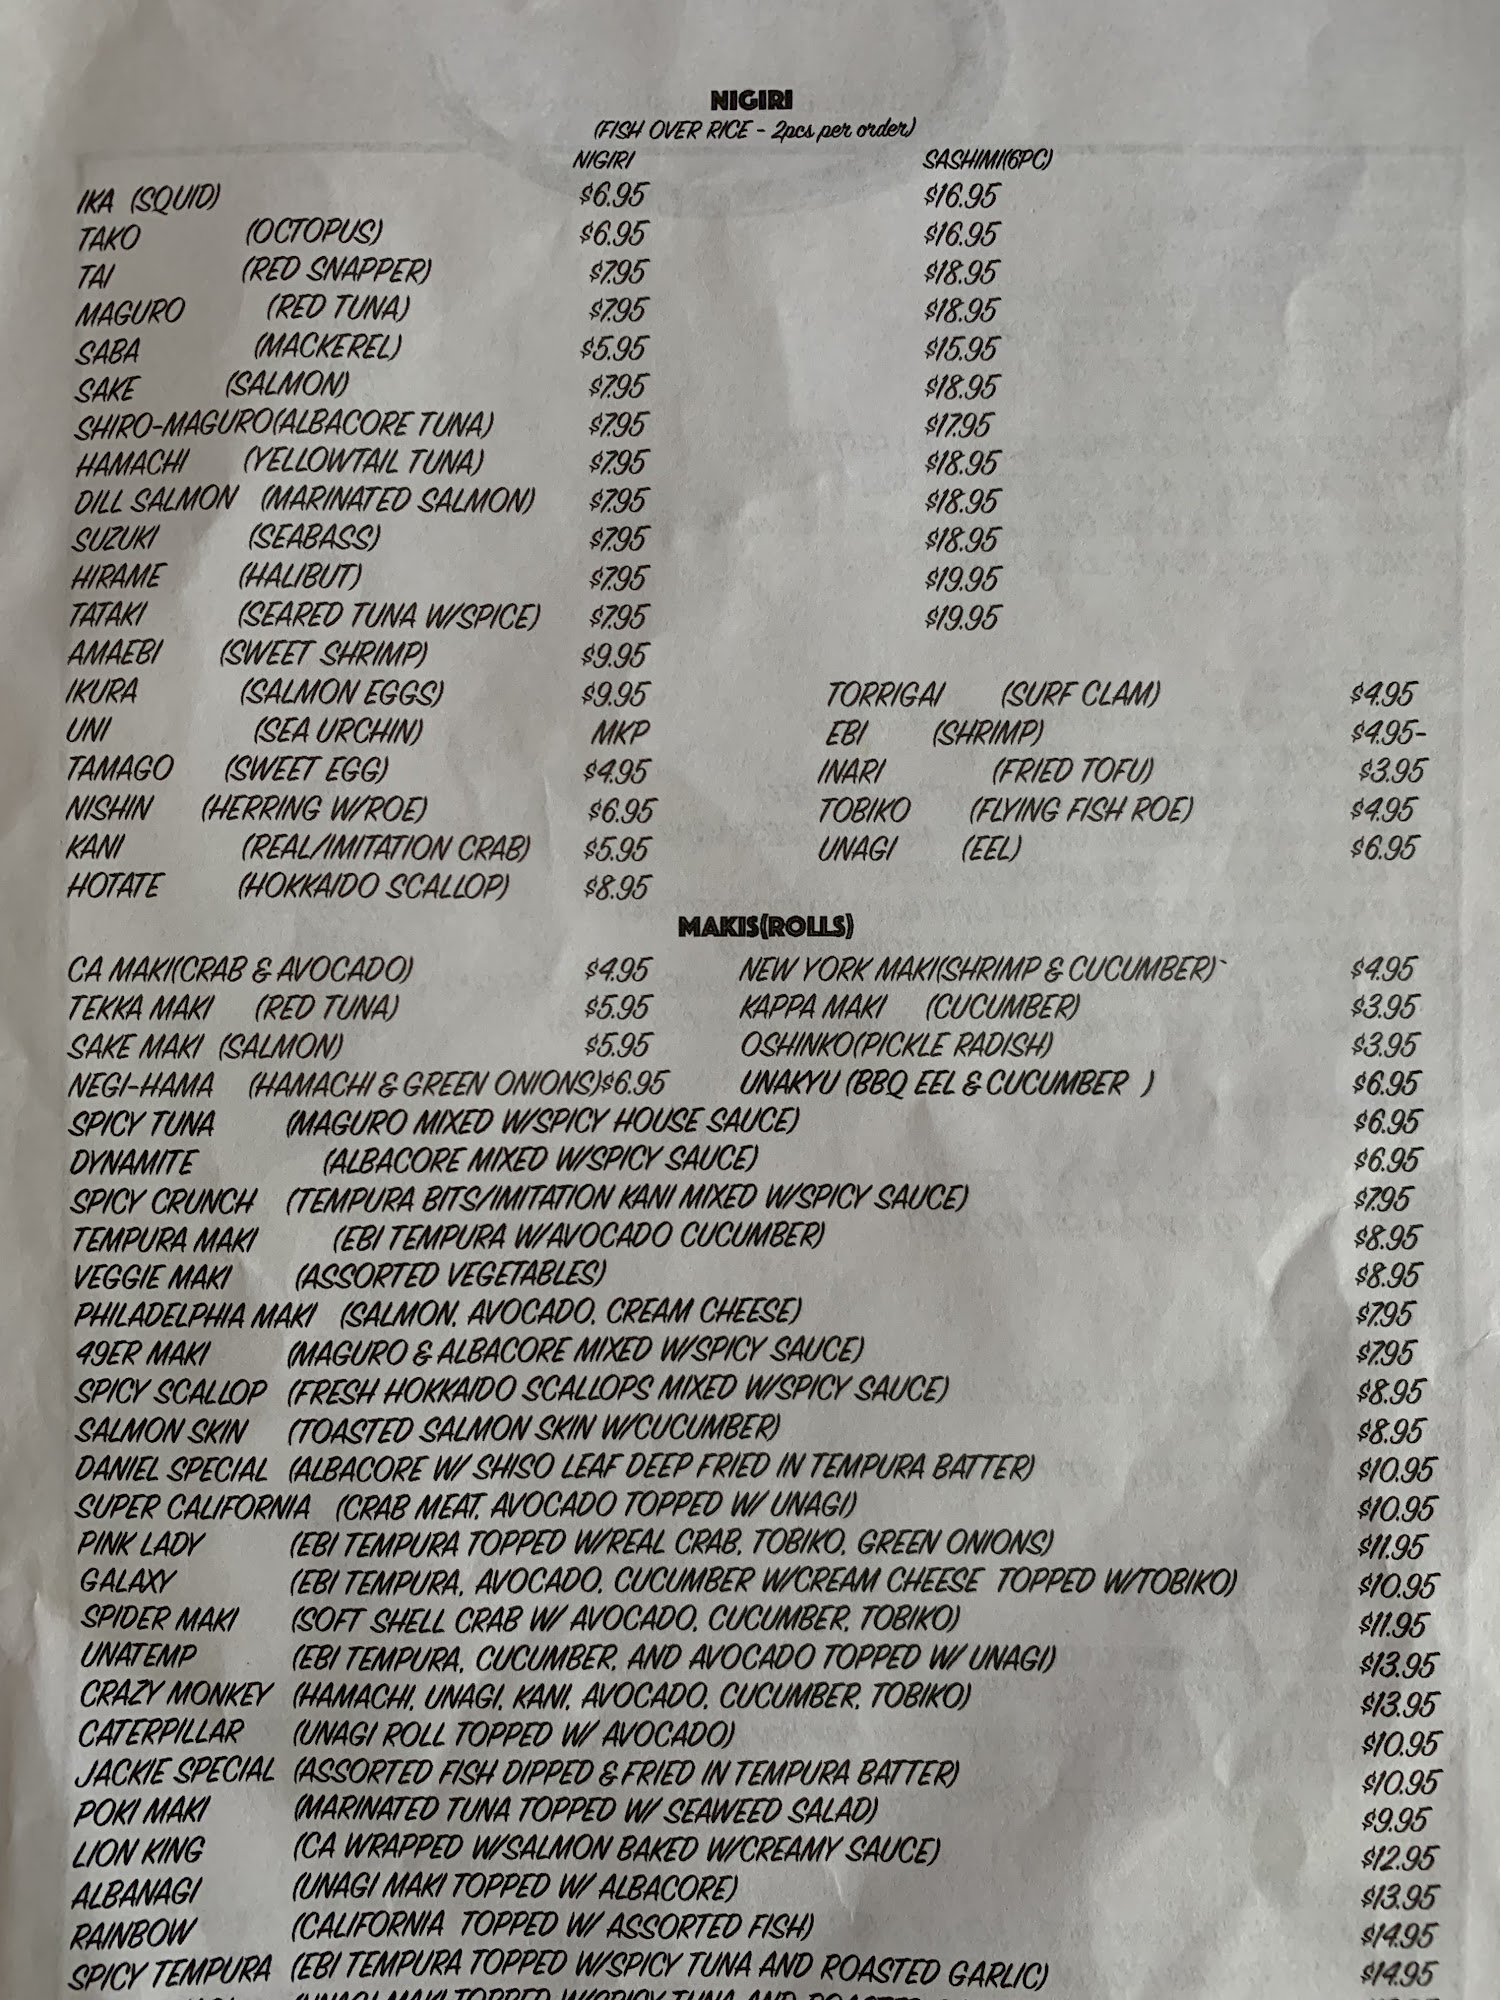 NIGIRI
(FISH OVER RICE - 2pcs per order)
NIGIRI SASHIMI(6PC)
IKA (SQUID) $6.95 $16.95
TAKO (OCTOPUS) $6.95 $16.95
TAI (RED SNAPPER) $7.95 $18.95
MAGURO (RED TUNA) $7.95 $18.95
SABA (MACKEREL) $5.95 $15.95
SAKE (SALMON) $7.95 $18.95
SHIRO-MAGURO(ALBACORE TUNA) $7.95 $17.95
HAMACHI (YELLOWTAIL TUNA) $7.95 $18.95
DILL SALMON (MARINATED SALMON) $7.95 $18.95
SUZUKI (SEABASS) $7.95 $18.95
HIRAME (HALIBUT) $7.95 $19.95
TATAKI (SEARED TUNA W/SPICE) $7.95 $19.95
AMAEBI (SWEET SHRIMP) $9.95
IKURA (SALMON EGGS) $9.95 TORRIGAI (SURF CLAM) $4.95
UNI (SEA URCHIN) MKP EBI (SHRIMP) $4.95-
TAMAGO (SWEET EGG) $4.95 INARI (FRIED TOFU) $3.95
NISHIN (HERRING W/ROE) $6.95 TOBIKO (FLYING FISH ROE) $4.95
KANI (REAL/IMITATION CRAB) $5.95 UNAGI (EEL) $6.95
HOTATE (HOKKAIDO SCALLOP) $8.95
MAKIS(ROLLS)
CA MAKI(CRAB & AVOCADO) $4.95 NEW YORK MAKI(SHRIMP & CUCUMBER)` $4.95
TEKKA MAKI (RED TUNA) $5.95 KAPPA MAKI (CUCUMBER) $3.95
SAKE MAKI (SALMON) $5.95 OSHINKO(PICKLE RADISH) $3.95
NEGI-HAMA (HAMACHI & GREEN ONIONS)$6.95 UNAKYU (BBQ EEL & CUCUMBER ) $6.95
SPICY TUNA (MAGURO MIXED W/SPICY HOUSE SAUCE) $6.95
DYNAMITE (ALBACORE MIXED W/SPICY SAUCE) $6.95
SPICY CRUNCH (TEMPURA BITS/IMITATION KANI MIXED W/SPICY SAUCE) $7.95
TEMPURA MAKI (EBI TEMPURA W/AVOCADO CUCUMBER) $8.95
VEGGIE MAKI (ASSORTED VEGETABLES) $8.95
PHILADELPHIA MAKI (SALMON, AVOCADO, CREAM CHEESE) $7.95
49ER MAKI (MAGURO & ALBACORE MIXED W/SPICY SAUCE) $7.95
SPICY SCALLOP (FRESH HOKKAIDO SCALLOPS MIXED W/SPICY SAUCE) $8.95
SALMON SKIN (TOASTED SALMON SKIN W/CUCUMBER) $8.95
DANIEL SPECIAL (ALBACORE W/ SHISO LEAF DEEP FRIED IN TEMPURA BATTER) $10.95
SUPER CALIFORNIA (CRAB MEAT, AVOCADO TOPPED W/ UNAGI) $10.95
PINK LADY (EBI TEMPURA TOPPED W/REAL CRAB, TOBIKO, GREEN ONIONS) $11.95
GALAXY (EBI TEMPURA, AVOCADO, CUCUMBER W/CREAM CHEESE TOPPED W/TOBIKO) $10.95
SPIDER MAKI (SOFT SHELL CRAB W/ AVOCADO, CUCUMBER, TOBIKO) $11.95
UNATEMP (EBI TEMPURA, CUCUMBER, AND AVOCADO TOPPED W/ UNAGI) $13.95
CRAZY MONKEY (HAMACHI, UNAGI, KANI, AVOCADO, CUCUMBER, TOBIKO) $13.95
CATERPILLAR (UNAGI ROLL TOPPED W/ AVOCADO) $10.95
JACKIE SPECIAL (ASSORTED FISH DIPPED & FRIED IN TEMPURA BATTER) $10.95
POKI MAKI (MARINATED TUNA TOPPED W/ SEAWEED SALAD) $9.95
LION KING (CA WRAPPED W/SALMON BAKED W/CREAMY SAUCE) $12.95
ALBANAGI (UNAGI MAKI TOPPED W/ ALBACORE) $13.95
RAINBOW (CALIFORNIA TOPPED W/ ASSORTED FISH) $14.95
SPICY TEMPURA (EBI TEMPURA TOPPED W/SPICY TUNA AND ROASTED GARLIC) $14.95
(UNAGI MAKI TOPPED W/SPICY TUNA AND